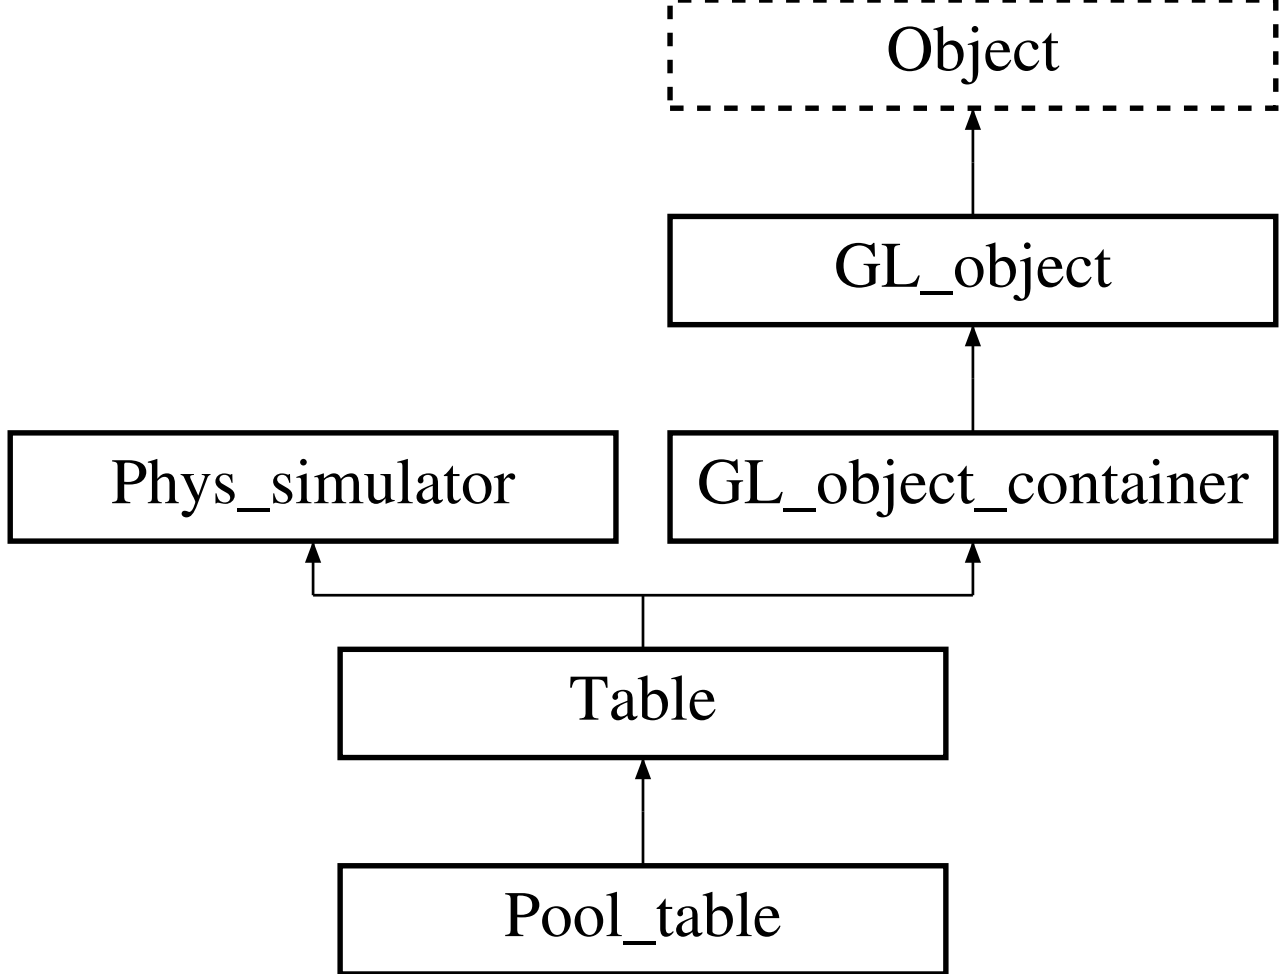 Object
GL_object
Phys_simulator
GL_object_container
Table
Pool_table